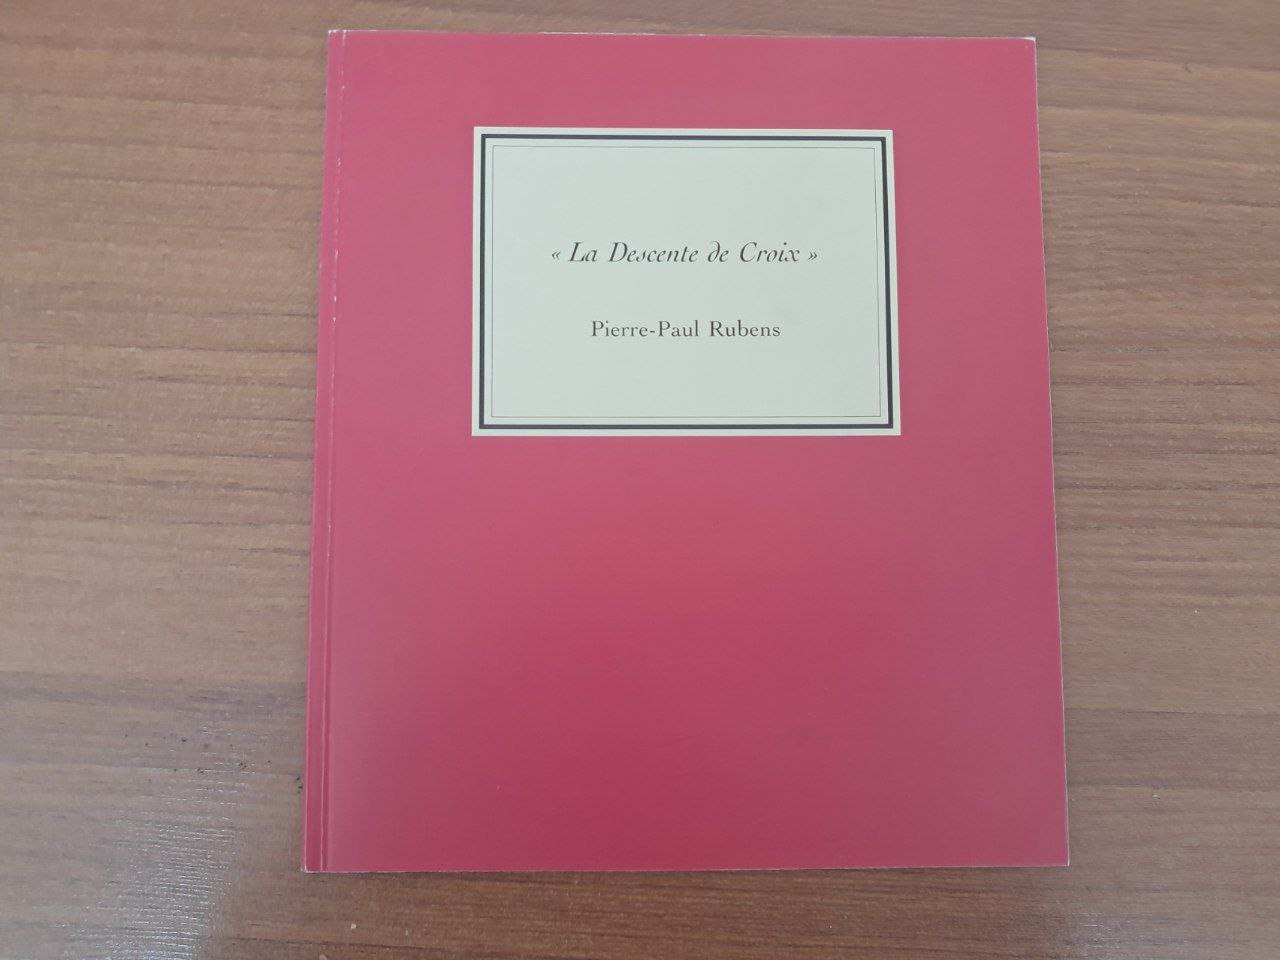 « La Descente de Croix »
Pierre-Paul Rubens